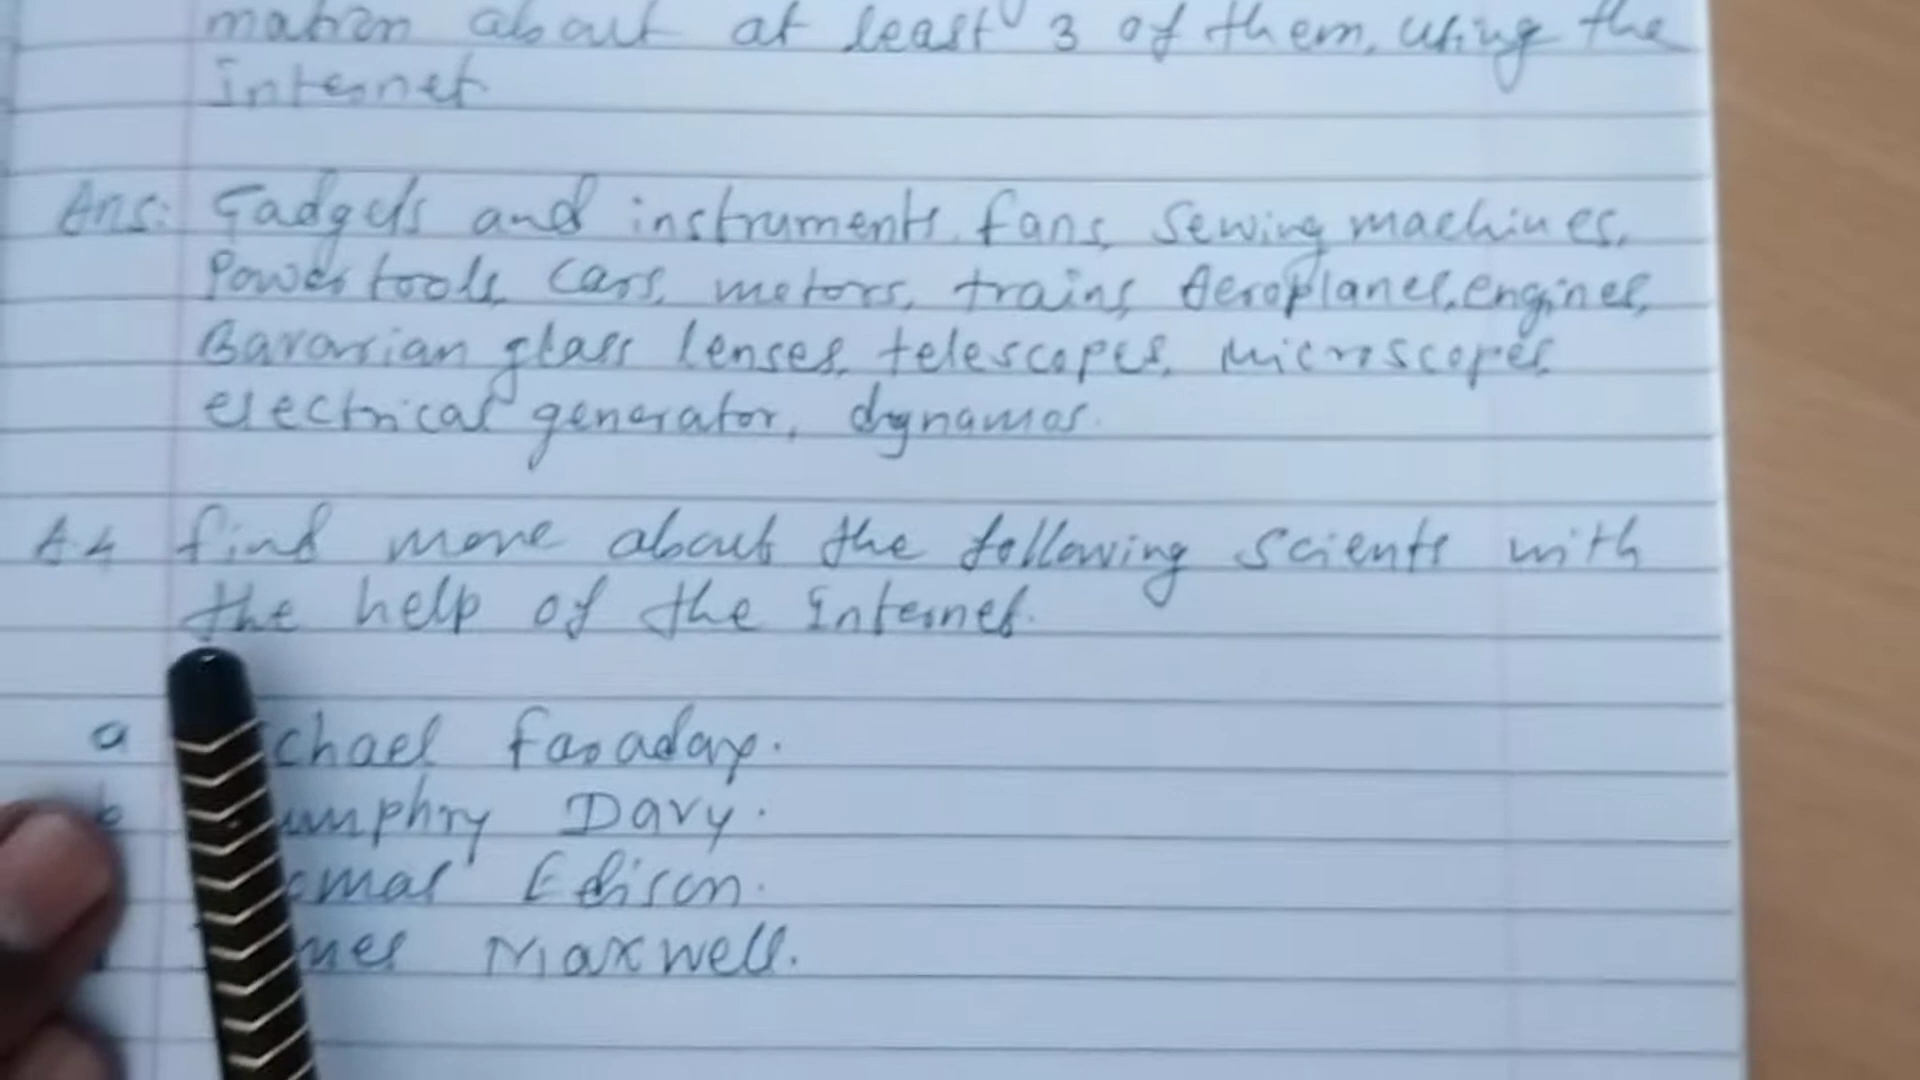 mation about at least 3 of them, using the
internet
Ans: Gadgets and instruments, fans, Sewing machines,
Power tools, cars, motors, trains, Aeroplanes, engines,
Bavarian glass lenses, telescopes, microscopes
electrical generator, dynamos.
A4 find more about the following Scients with
the help of the Internet.
a chael faraday.
b umphry Davy.
omas Edison.
mes Maxwell.